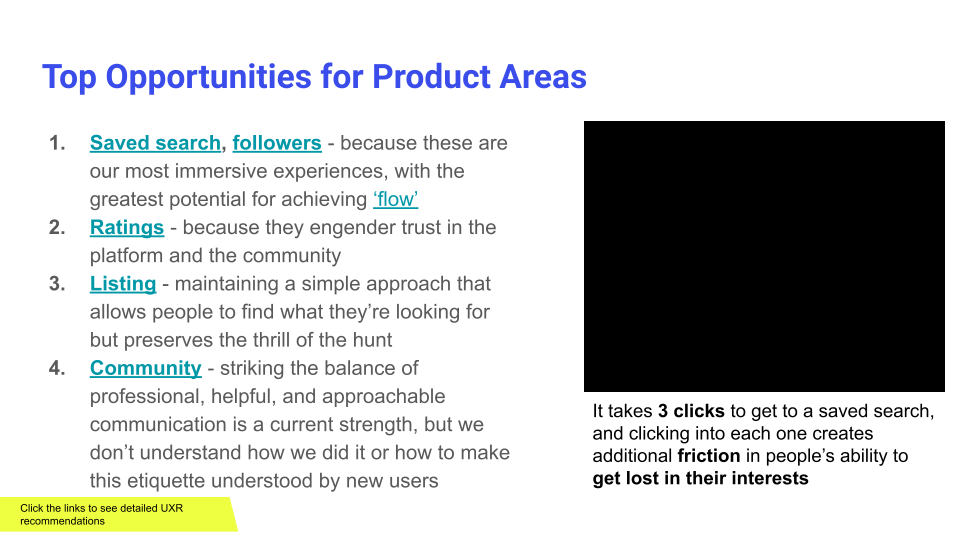 Top Opportunities for Product Areas
1. Saved search, followers - because these are
our most immersive experiences, with the
greatest potential for achieving ‘flow’
2. Ratings - because they engender trust in the
platform and the community
3. Listing - maintaining a simple approach that
allows people to find what they’re looking for
but preserves the thrill of the hunt
4. Community - striking the balance of
professional, helpful, and approachable
communication is a current strength, but we
don’t understand how we did it or how to make
this etiquette understood by new users
It takes 3 clicks to get to a saved search,
and clicking into each one creates
additional friction in people’s ability to
get lost in their interests
Click the links to see detailed UXR
recommendations